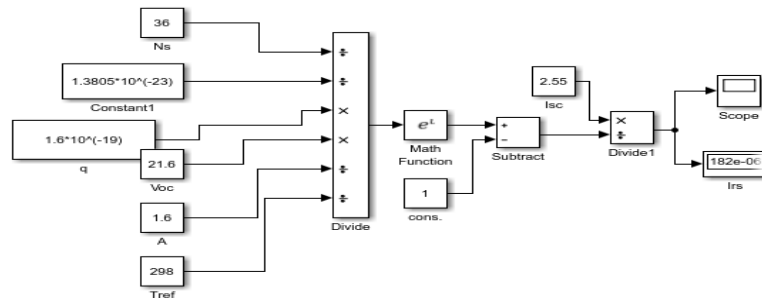 36
Ns
1.3805*10^(-23)
Constant1
1.6*10^(-19)
q
21.6
Voc
1.6
A
298
Tref
÷
÷
×
×
÷
÷
Divide
e^L
Math
Function
1
cons.
+
−
Subtract
2.55
Isc
×
÷
Divide1
Scope
182e-06
Irs